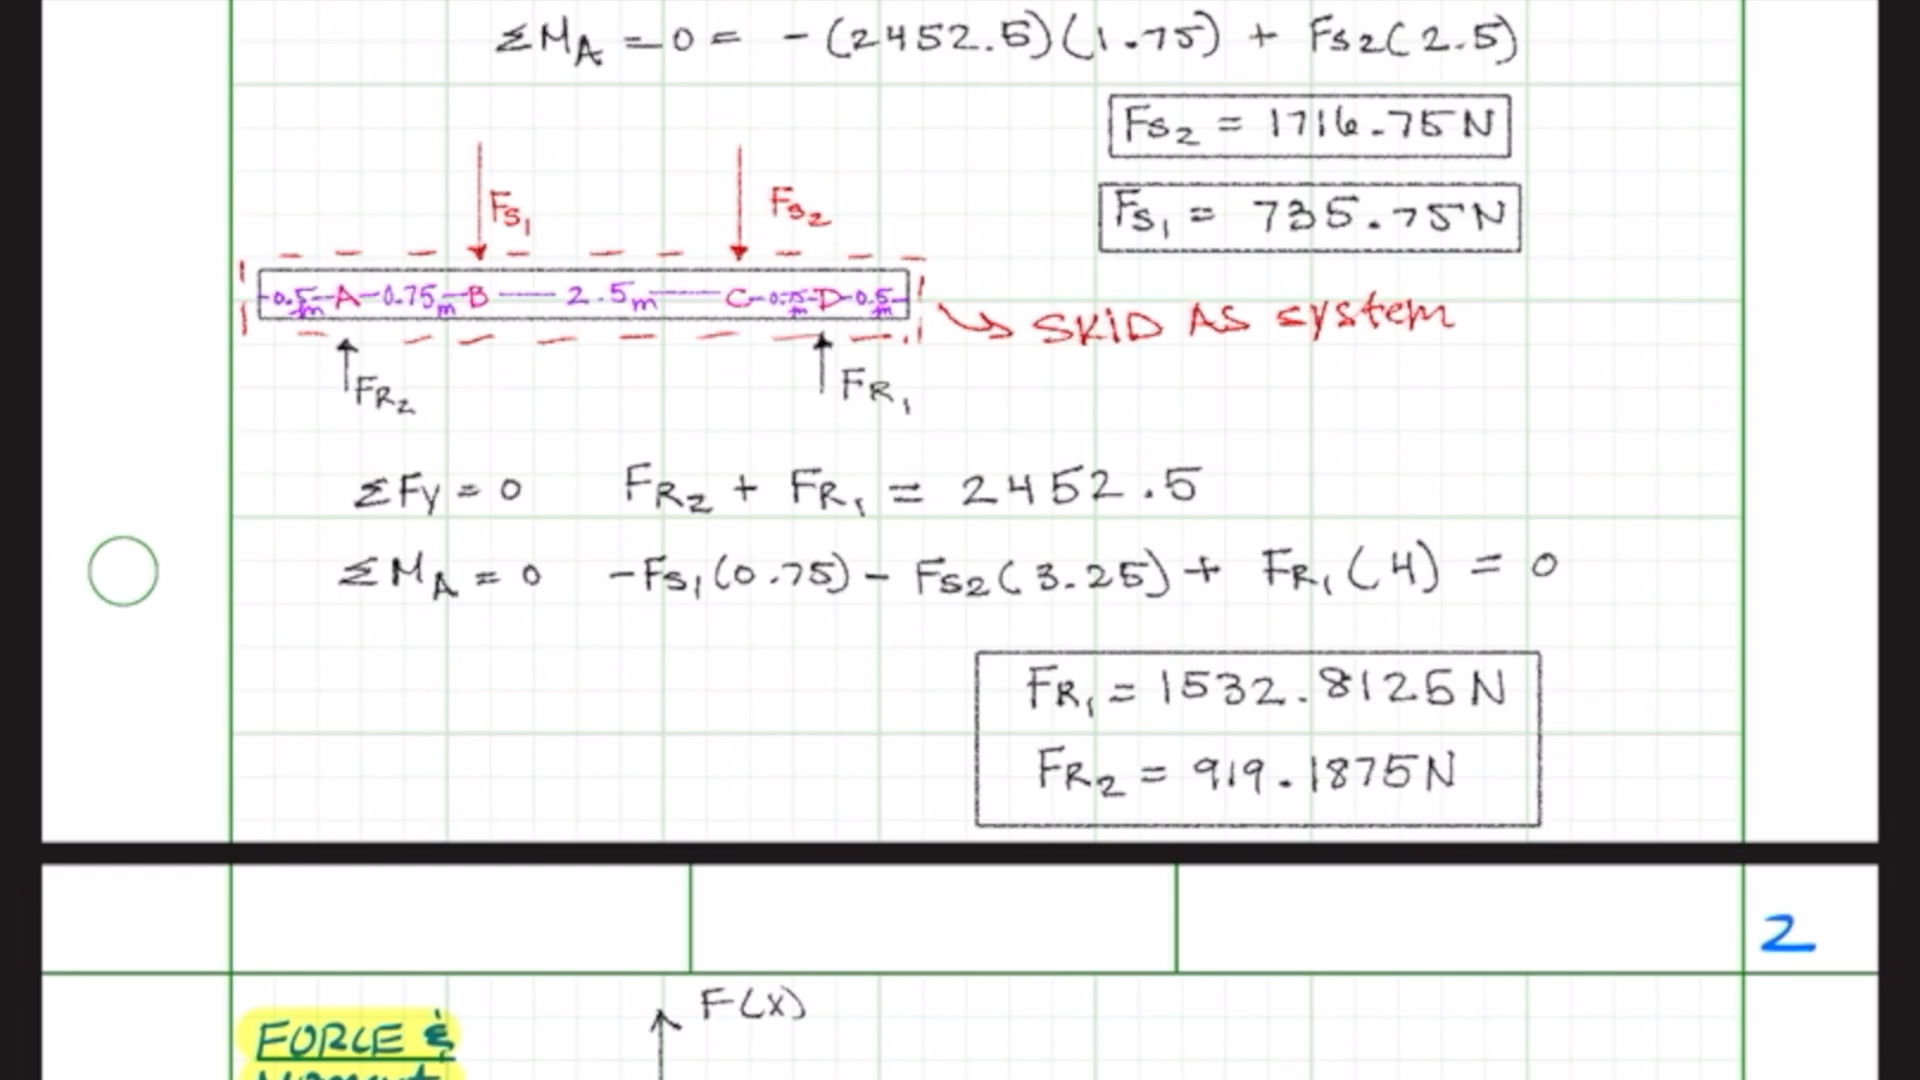 ΣM_A = 0 = - (2452.5)(1.75) + Fs2(2.5)
Fs2 = 1716.75N
Fs1 = 735.75N
Fs1
Fs2
0.5m A 0.75m B 2.5m C 0.75m D 0.5m
SKID AS system
FR2
FR1
ΣFy = 0 FR2 + FR1 = 2452.5
ΣM_A = 0 -Fs1(0.75) - Fs2(3.25) + FR1(4) = 0
FR1 = 1532.8125N
FR2 = 919.1875N
2
F(x)
FORCE &
Moment